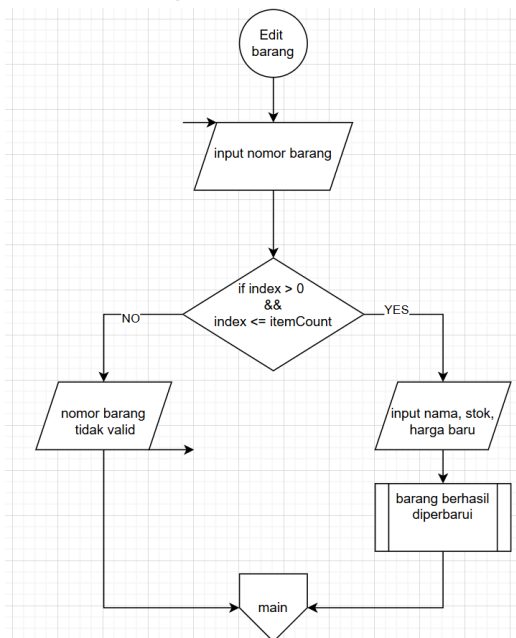 Edit
barang
input nomor barang
if index > 0
&&
index <= itemCount
NO
YES
nomor barang
tidak valid
input nama, stok,
harga baru
barang berhasil
diperbarui
main